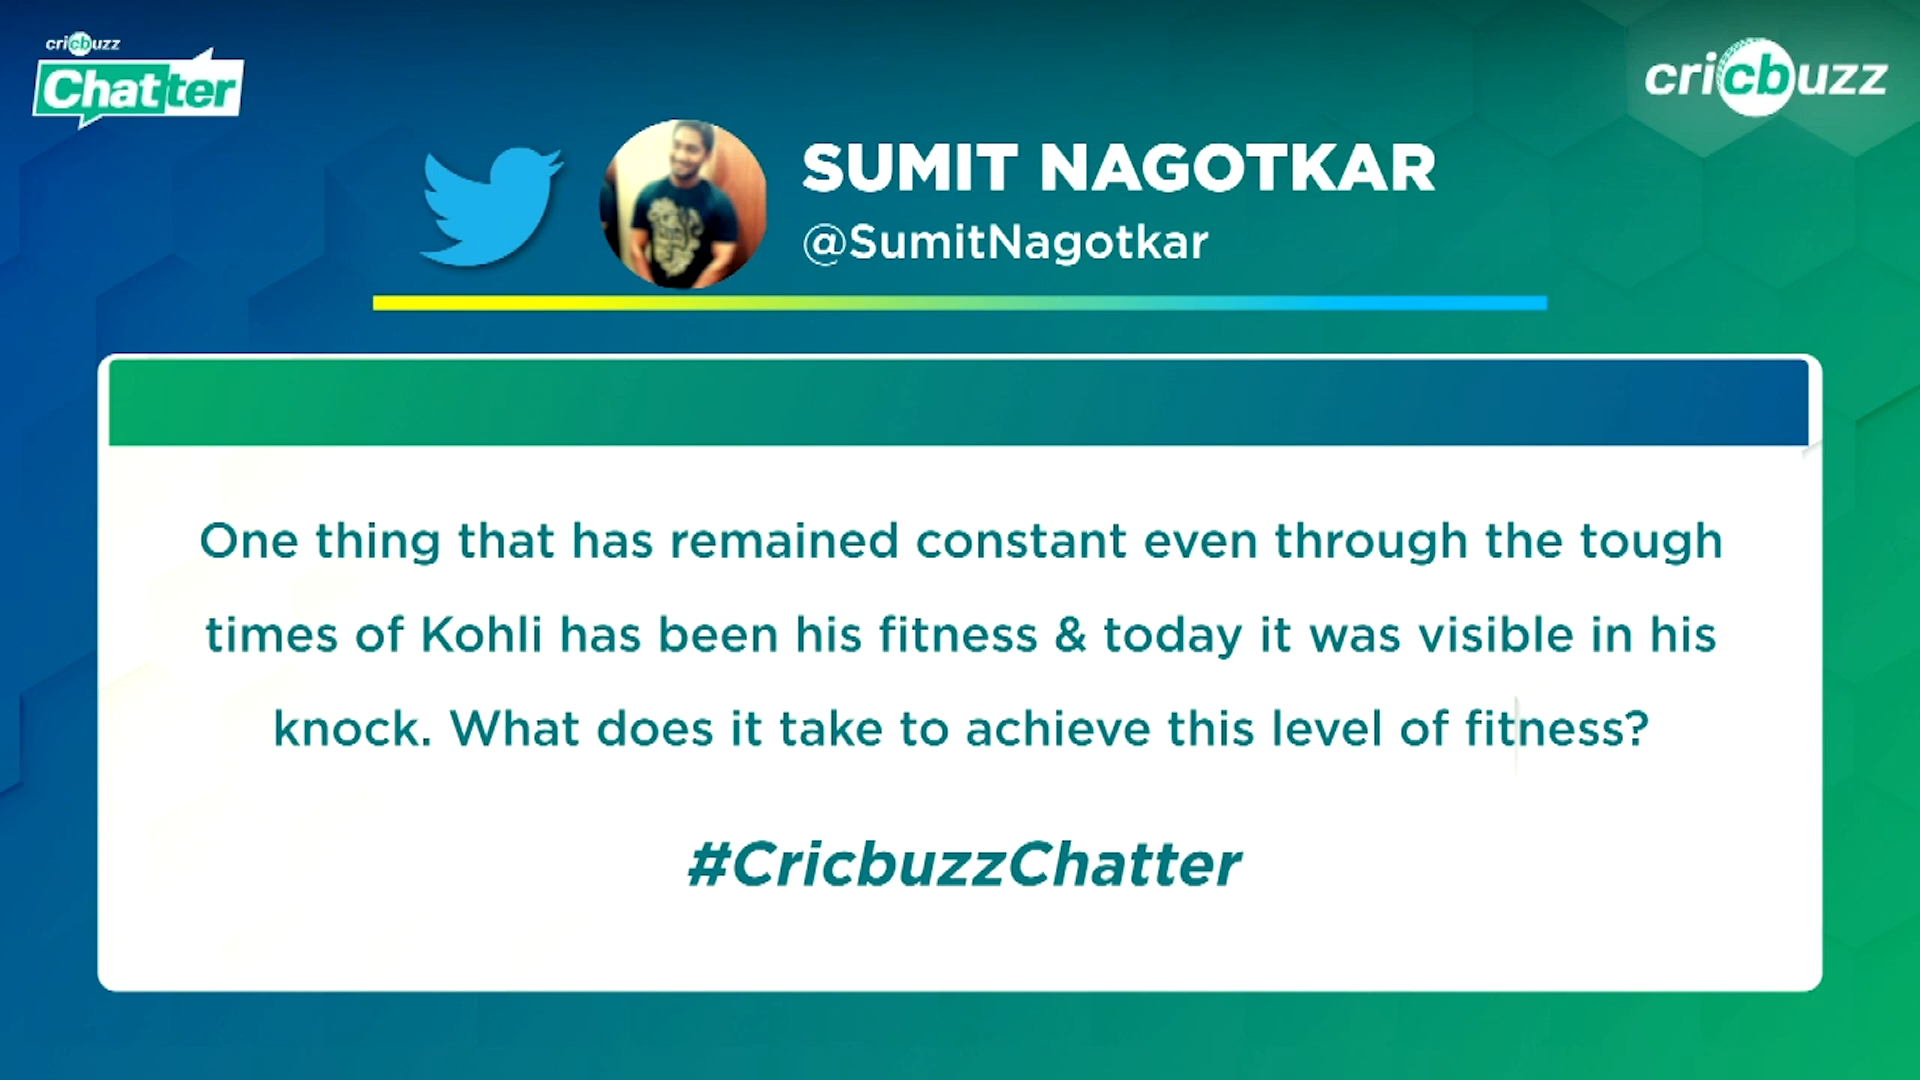 cricbuzz
Chatter
cricbuzz
SUMIT NAGOTKAR
@SumitNagotkar
One thing that has remained constant even through the tough
times of Kohli has been his fitness & today it was visible in his
knock. What does it take to achieve this level of fitness?
#CricbuzzChatter